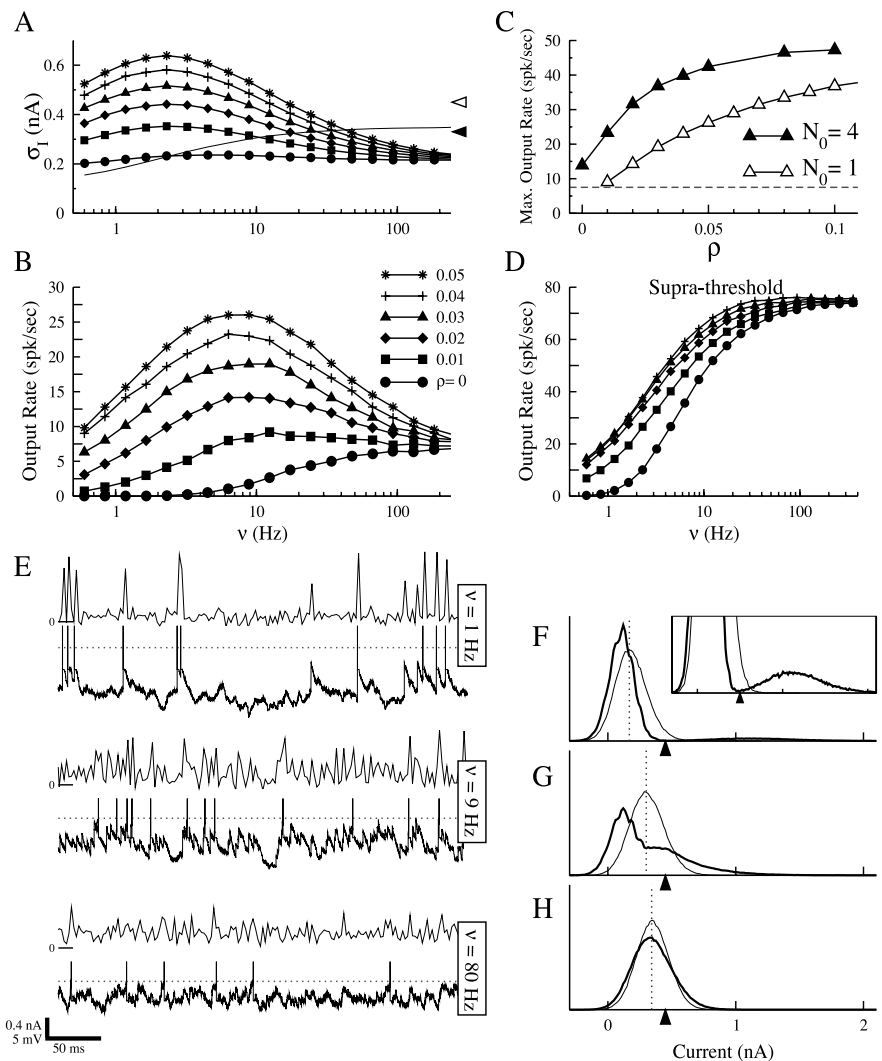 A
0.6
0.4
0.2
0
σI (nA)
1
10
100
B
30
25
20
15
10
5
0
Output Rate (spk/sec)
0.05
0.04
0.03
0.02
0.01
ρ= 0
1
10
100
ν (Hz)
C
50
40
30
20
10
0
Max. Output Rate (spk/sec)
N0= 4
N0= 1
0
0.05
0.1
ρ
D
Supra-threshold
80
60
40
20
0
Output Rate (spk/sec)
1
10
100
ν (Hz)
E
0
ν = 1 Hz
0
ν = 9 Hz
0
ν = 80 Hz
0.4 nA
5 mV
50 ms
F
G
H
0
1
2
Current (nA)